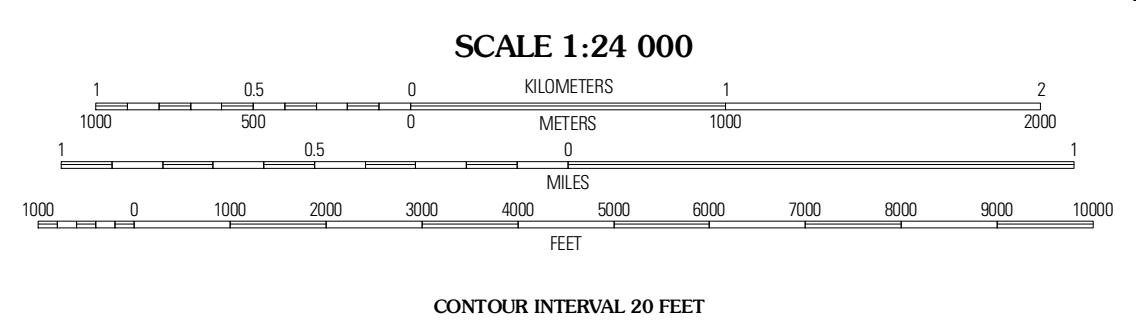 SCALE 1:24 000
1 0.5 0 KILOMETERS 1 2
1000 500 0 METERS 1000 2000
1 0.5 0 1
MILES
1000 0 1000 2000 3000 4000 5000 6000 7000 8000 9000 10000
FEET
CONTOUR INTERVAL 20 FEET